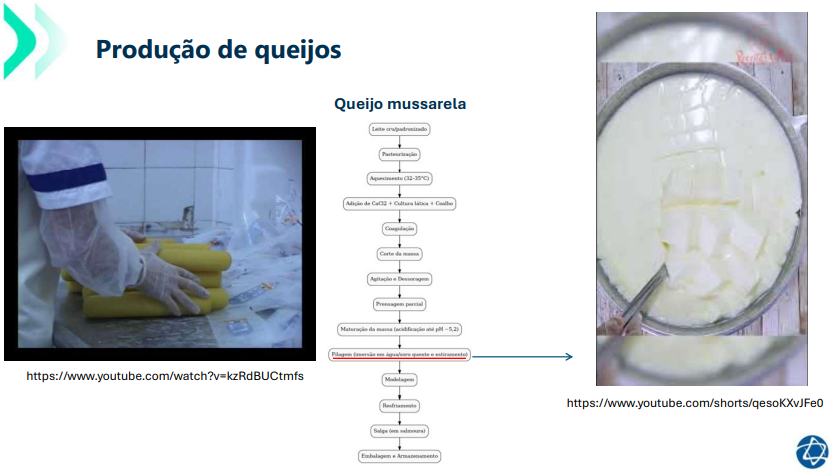 Produção de queijos
Queijo mussarela
Leite cru/padronizado
Pasteurização
Aquecimento (32–35°C)
Adição de CaCl2 + Cultura lática + Coalho
Coagulação
Corte da massa
Agitação e Dessoragem
Prensagem parcial
Maturação da massa (acidificação até pH ~5,2)
Filagem (imersão em água/soro quente e estiramento)
Modelagem
Resfriamento
Salga (em salmoura)
Embalagem e Armazenamento
https://www.youtube.com/watch?v=kzRdBUCtmfs
https://www.youtube.com/shorts/qesoKXvJFe0